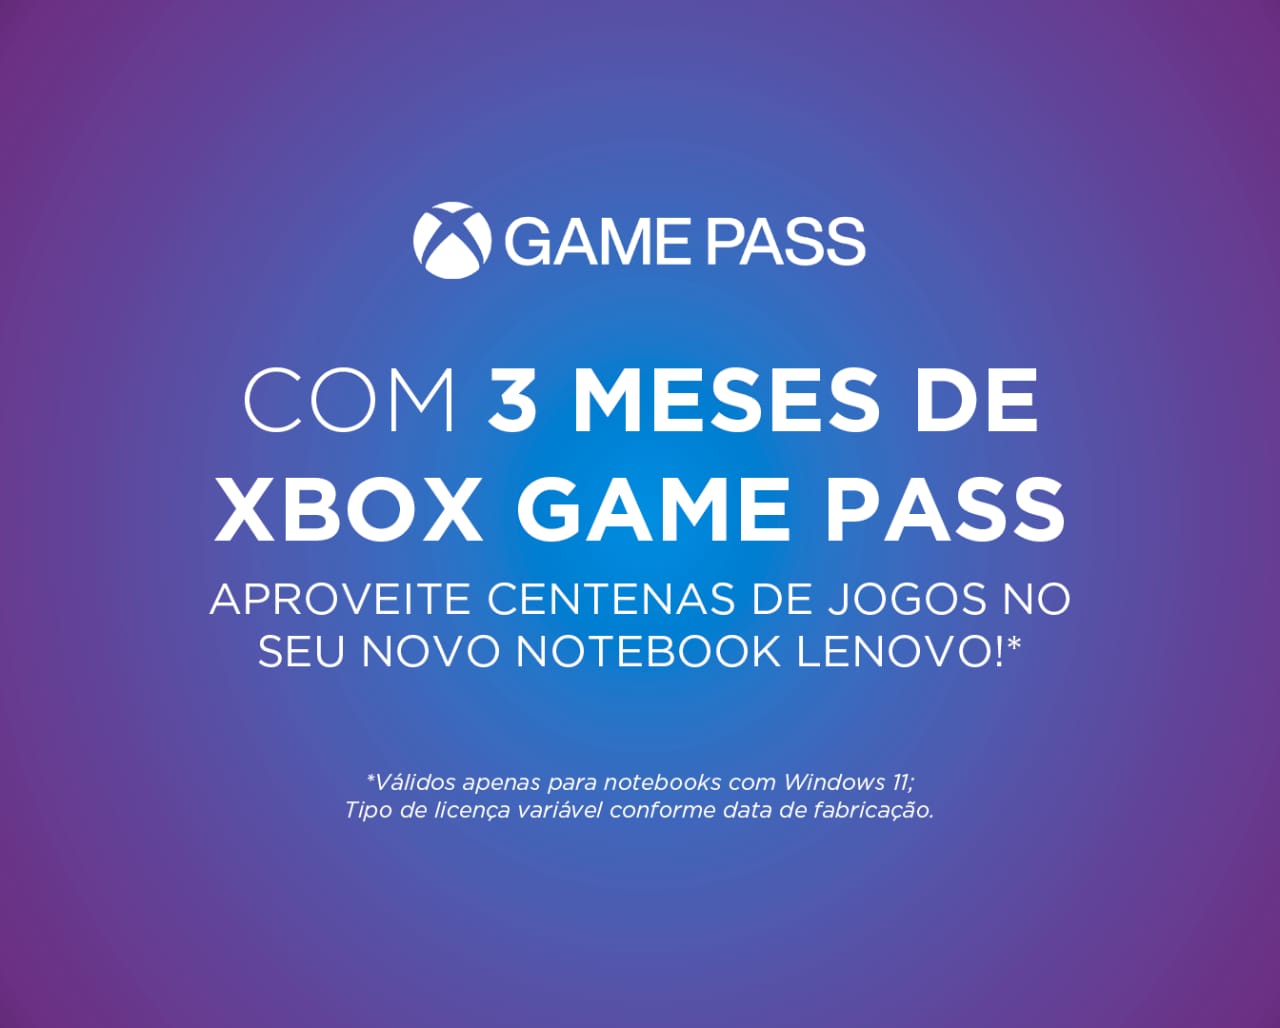 GAME PASS
COM 3 MESES DE
XBOX GAME PASS
APROVEITE CENTENAS DE JOGOS NO
SEU NOVO NOTEBOOK LENOVO!*
*Válidos apenas para notebooks com Windows 11;
Tipo de licença variável conforme data de fabricação.